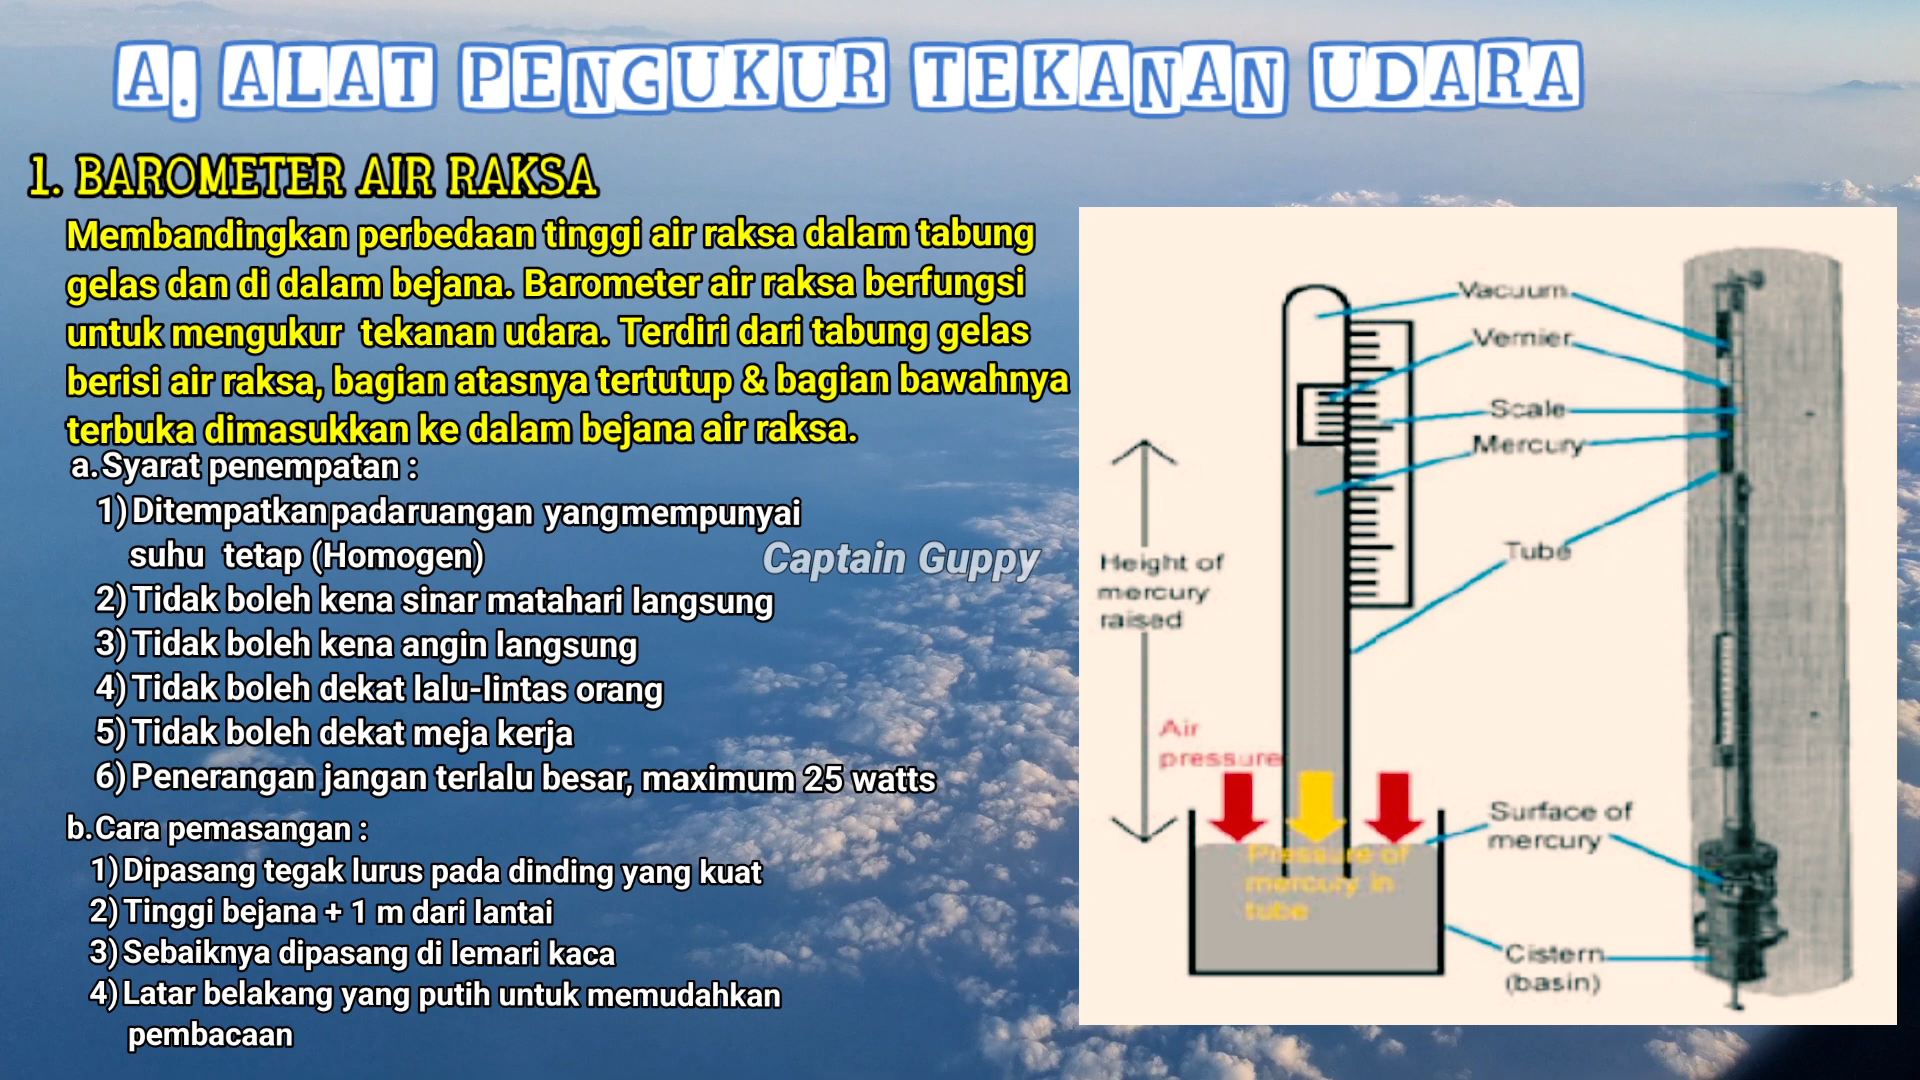 A. ALAT PENGUKUR TEKANAN UDARA
1. BAROMETER AIR RAKSA
Membandingkan perbedaan tinggi air raksa dalam tabung
gelas dan di dalam bejana. Barometer air raksa berfungsi
untuk mengukur tekanan udara. Terdiri dari tabung gelas
berisi air raksa, bagian atasnya tertutup & bagian bawahnya
terbuka dimasukkan ke dalam bejana air raksa.
a.Syarat penempatan :
1)Ditempatkanpadaruangan yangmempunyai
suhu tetap (Homogen)
2)Tidak boleh kena sinar matahari langsung
3)Tidak boleh kena angin langsung
4)Tidak boleh dekat lalu-lintas orang
5)Tidak boleh dekat meja kerja
6)Penerangan jangan terlalu besar, maximum 25 watts
b.Cara pemasangan :
1)Dipasang tegak lurus pada dinding yang kuat
2)Tinggi bejana + 1 m dari lantai
3)Sebaiknya dipasang di lemari kaca
4)Latar belakang yang putih untuk memudahkan
pembacaan
Captain Guppy
Vacuum
Vernier
Scale
Mercury
Tube
Height of
mercury
raised
Air
pressure
Pressure of
mercury in
tube
Surface of
mercury
Cistern
(basin)